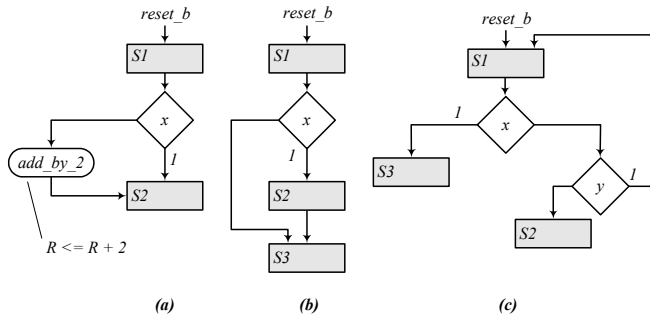 reset_b
S1
x
1
add_by_2
S2
R <= R + 2
(a)
reset_b
S1
x
1
S2
S3
(b)
reset_b
S1
1
x
S3
1
y
S2
(c)